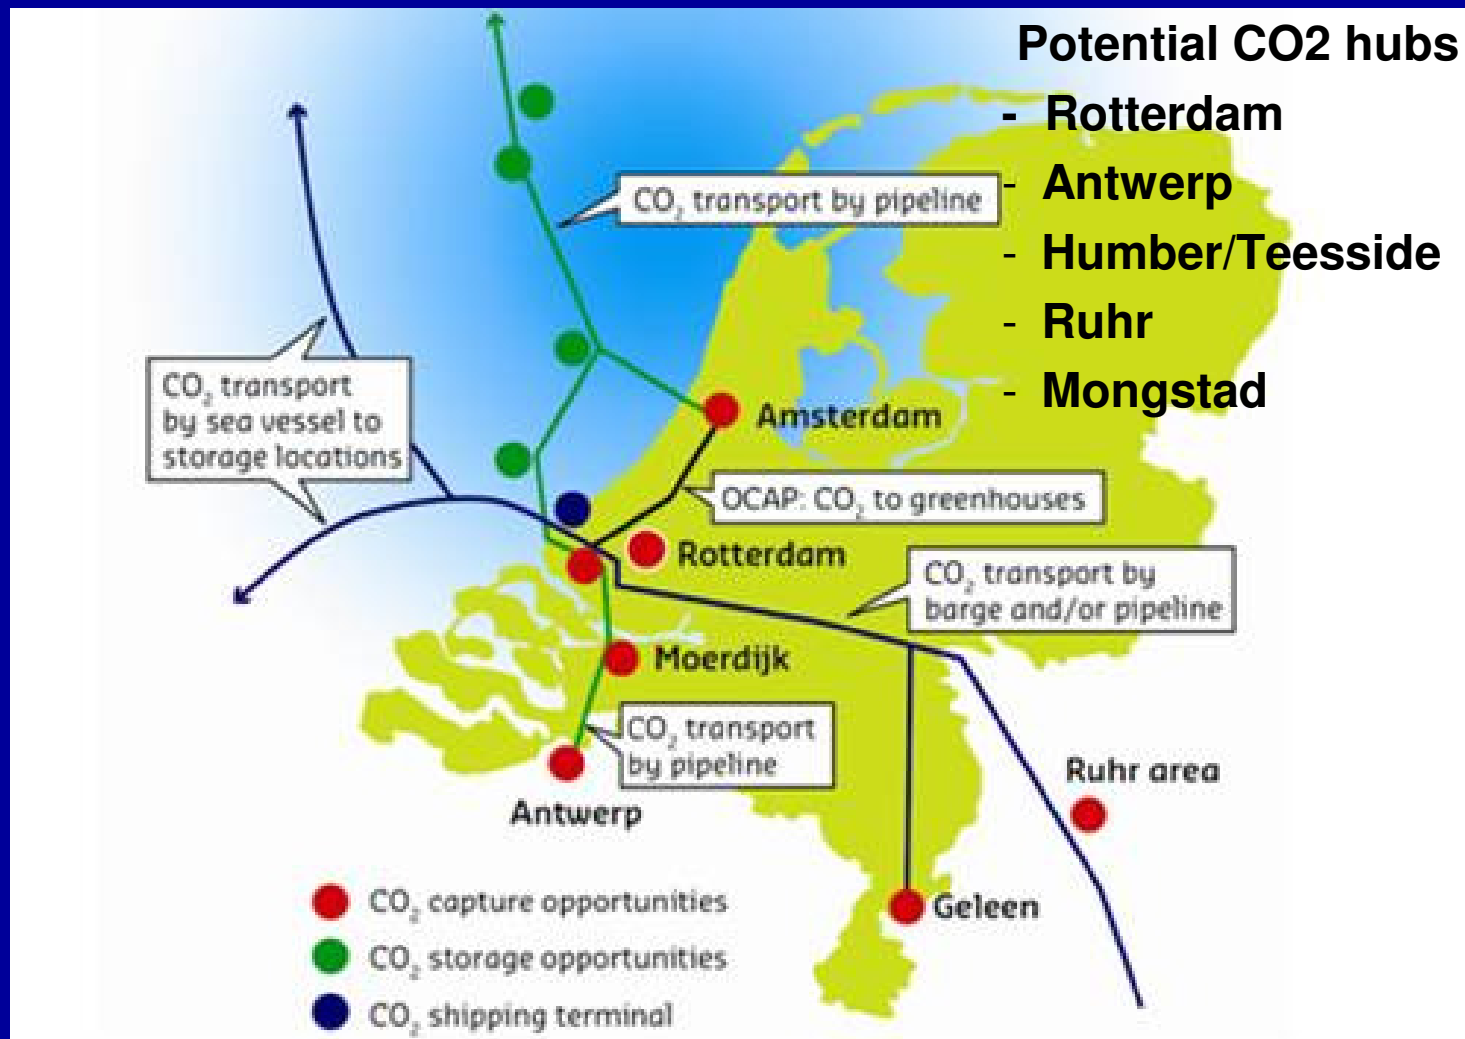 Potential CO2 hubs
- Rotterdam
- Antwerp
- Humber/Teesside
- Ruhr
- Mongstad
CO₂ transport by pipeline
CO₂ transport
by sea vessel to
storage locations
Amsterdam
OCAP: CO₂ to greenhouses
Rotterdam
CO₂ transport by
barge and/or pipeline
Moerdijk
CO₂ transport
by pipeline
Antwerp
Ruhr area
Geleen
CO₂ capture opportunities
CO₂ storage opportunities
CO₂ shipping terminal